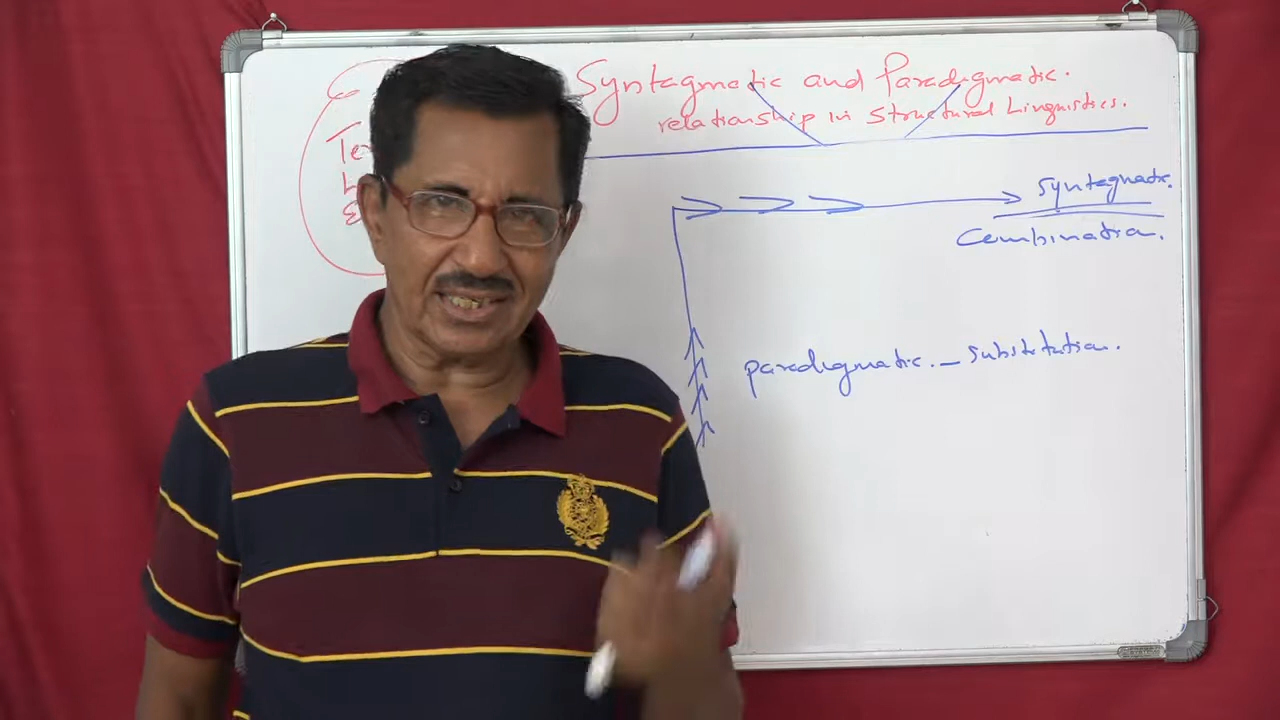 Syntagmatic and Paradigmatic.
relationship in Structural Linguistics.
Syntagmatic.
Combination.
paradigmatic. – Substitution.